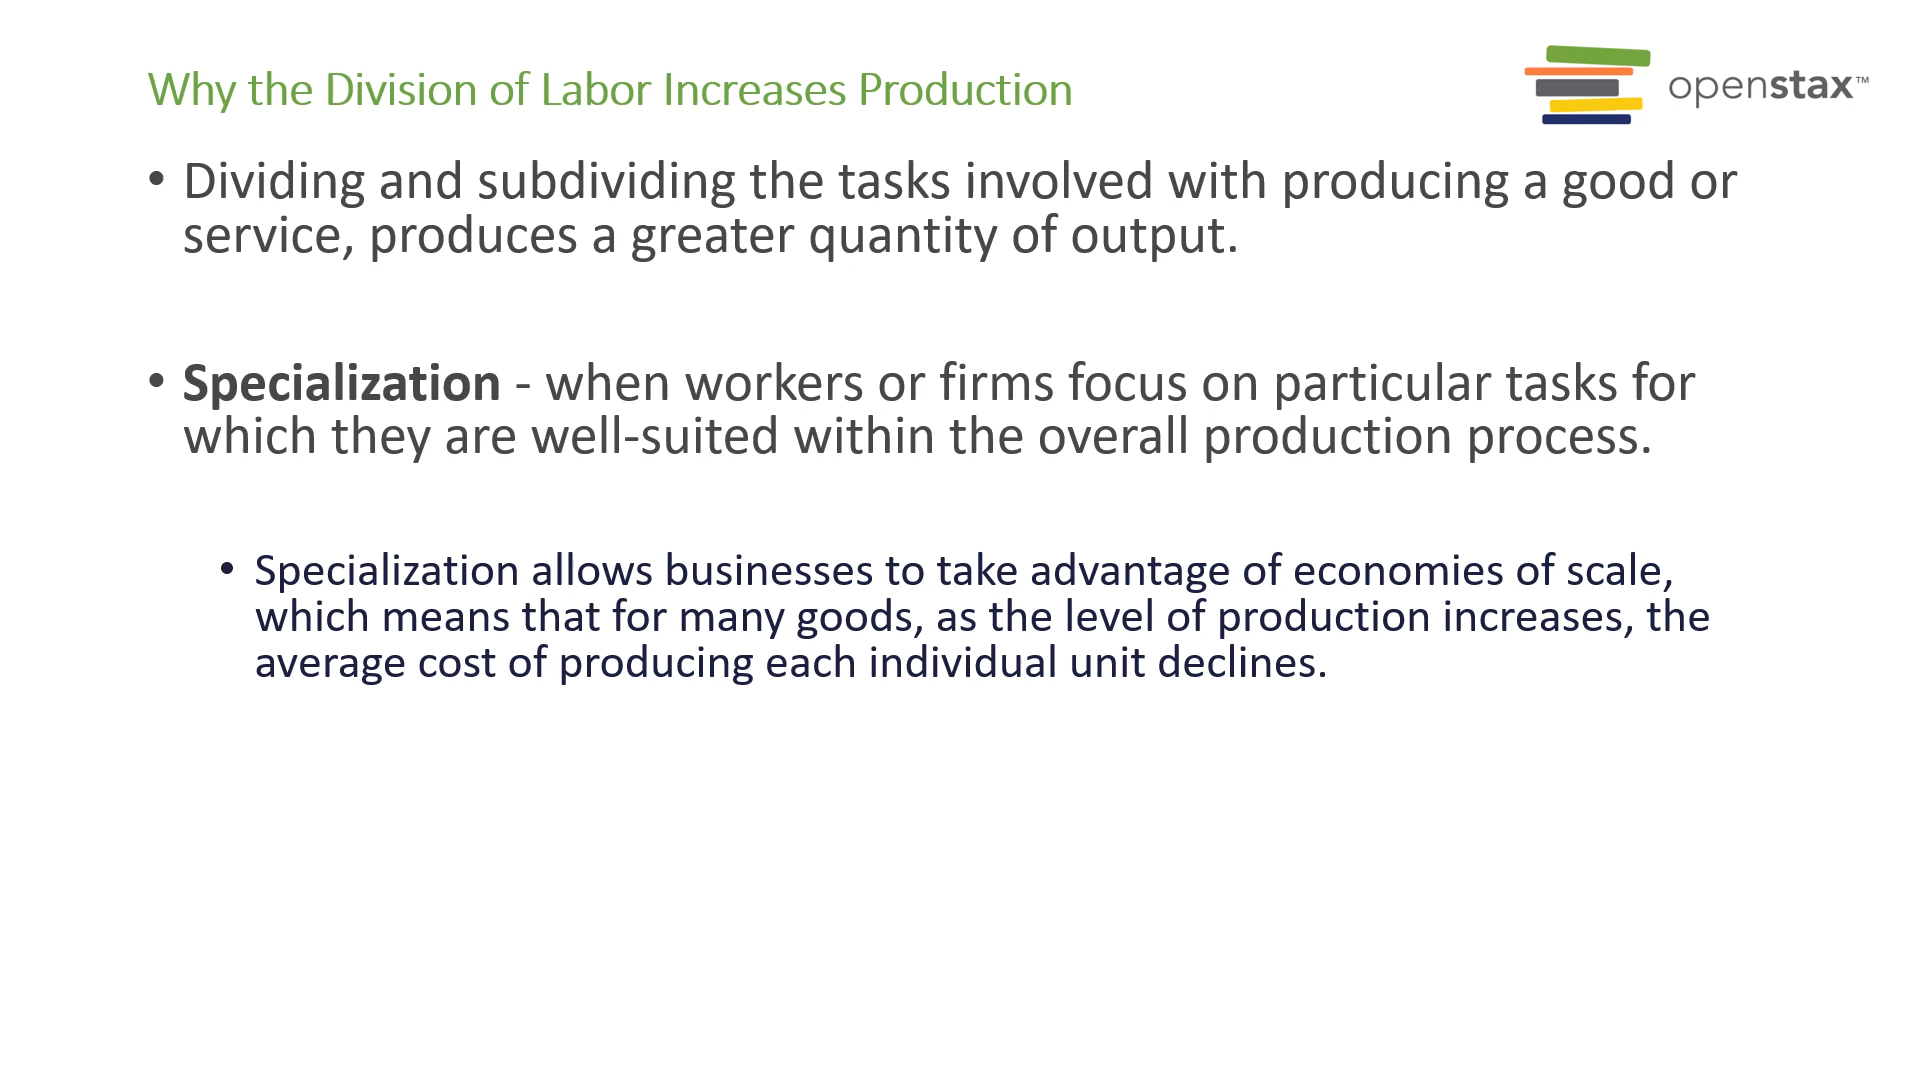 Why the Division of Labor Increases Production
openstax™
• Dividing and subdividing the tasks involved with producing a good or
service, produces a greater quantity of output.
• Specialization - when workers or firms focus on particular tasks for
which they are well-suited within the overall production process.
• Specialization allows businesses to take advantage of economies of scale,
which means that for many goods, as the level of production increases, the
average cost of producing each individual unit declines.